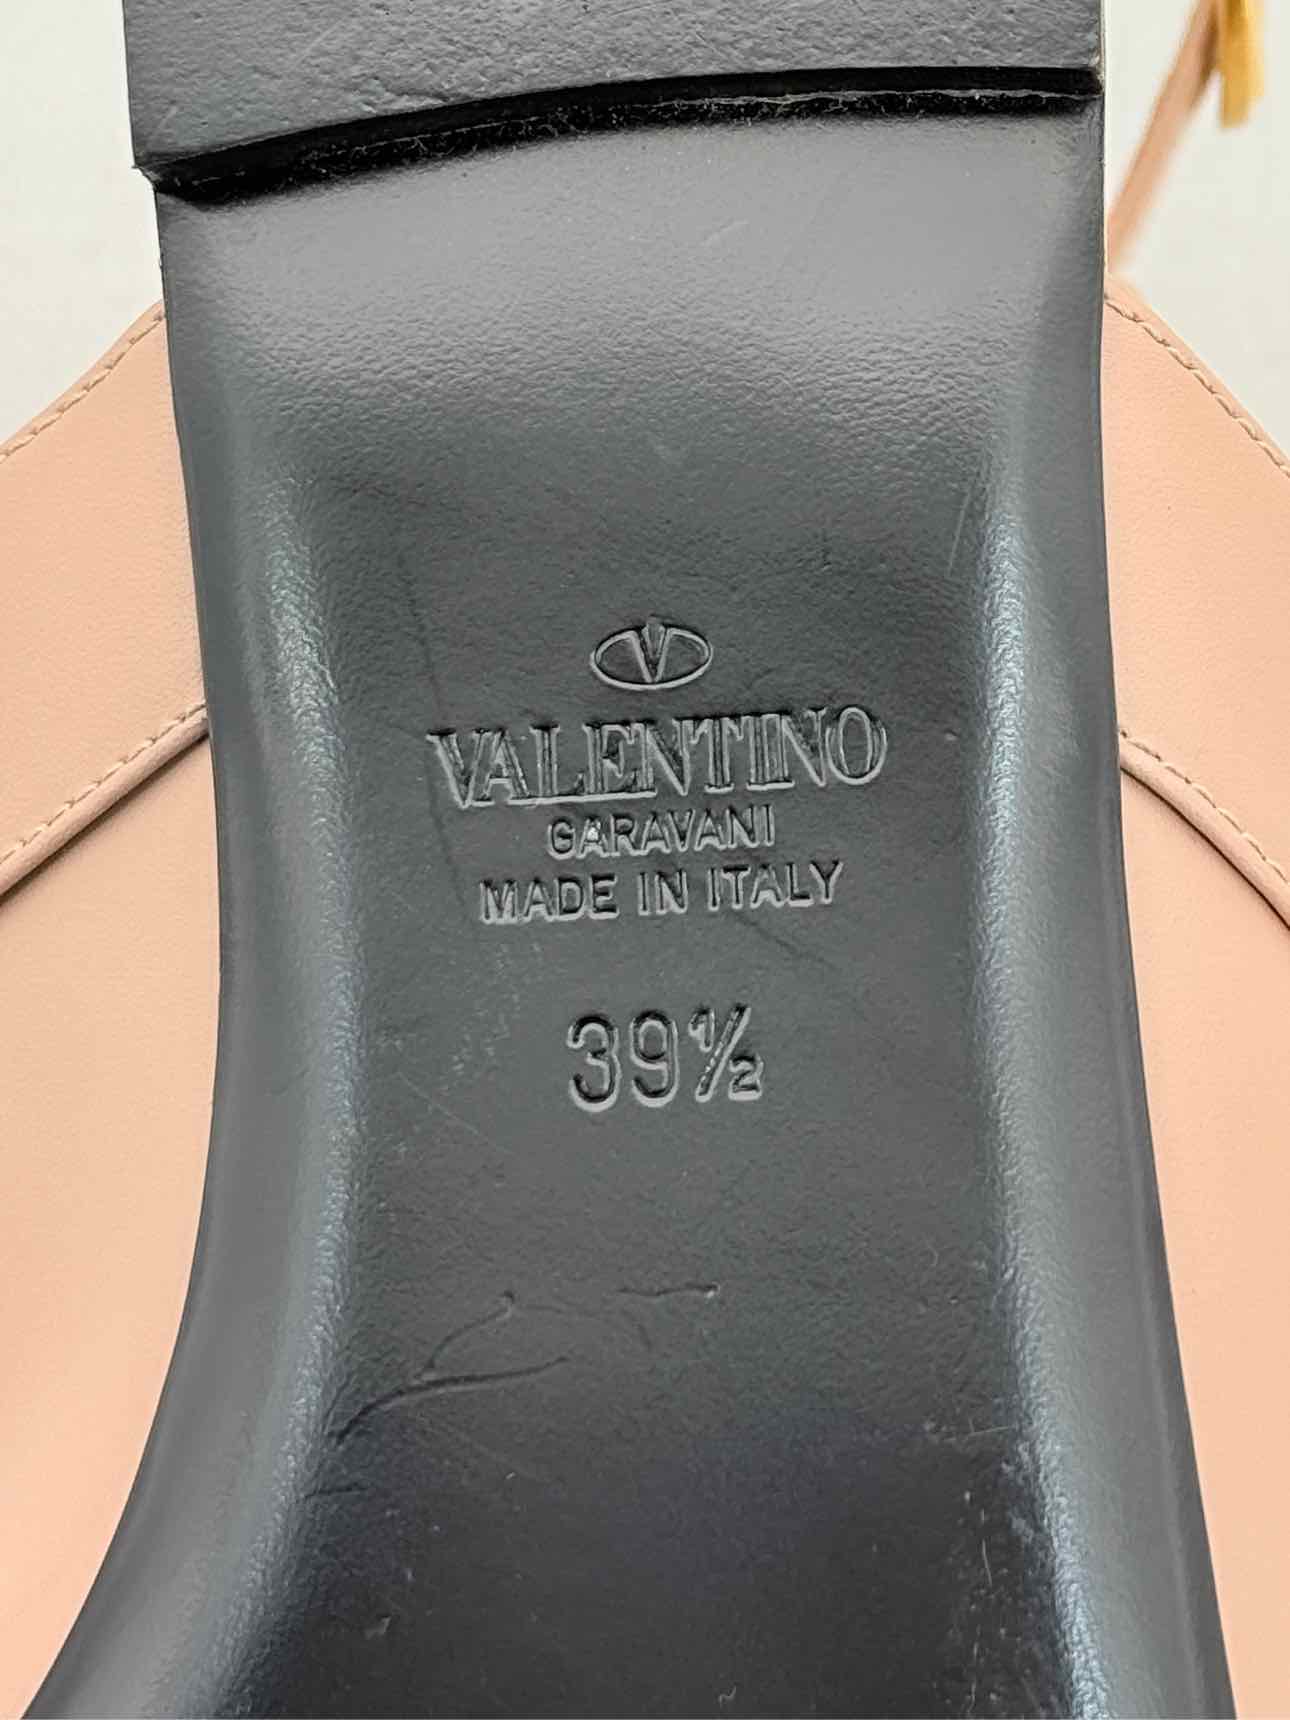 V
VALENTINO
GARAVANI
MADE IN ITALY
39½